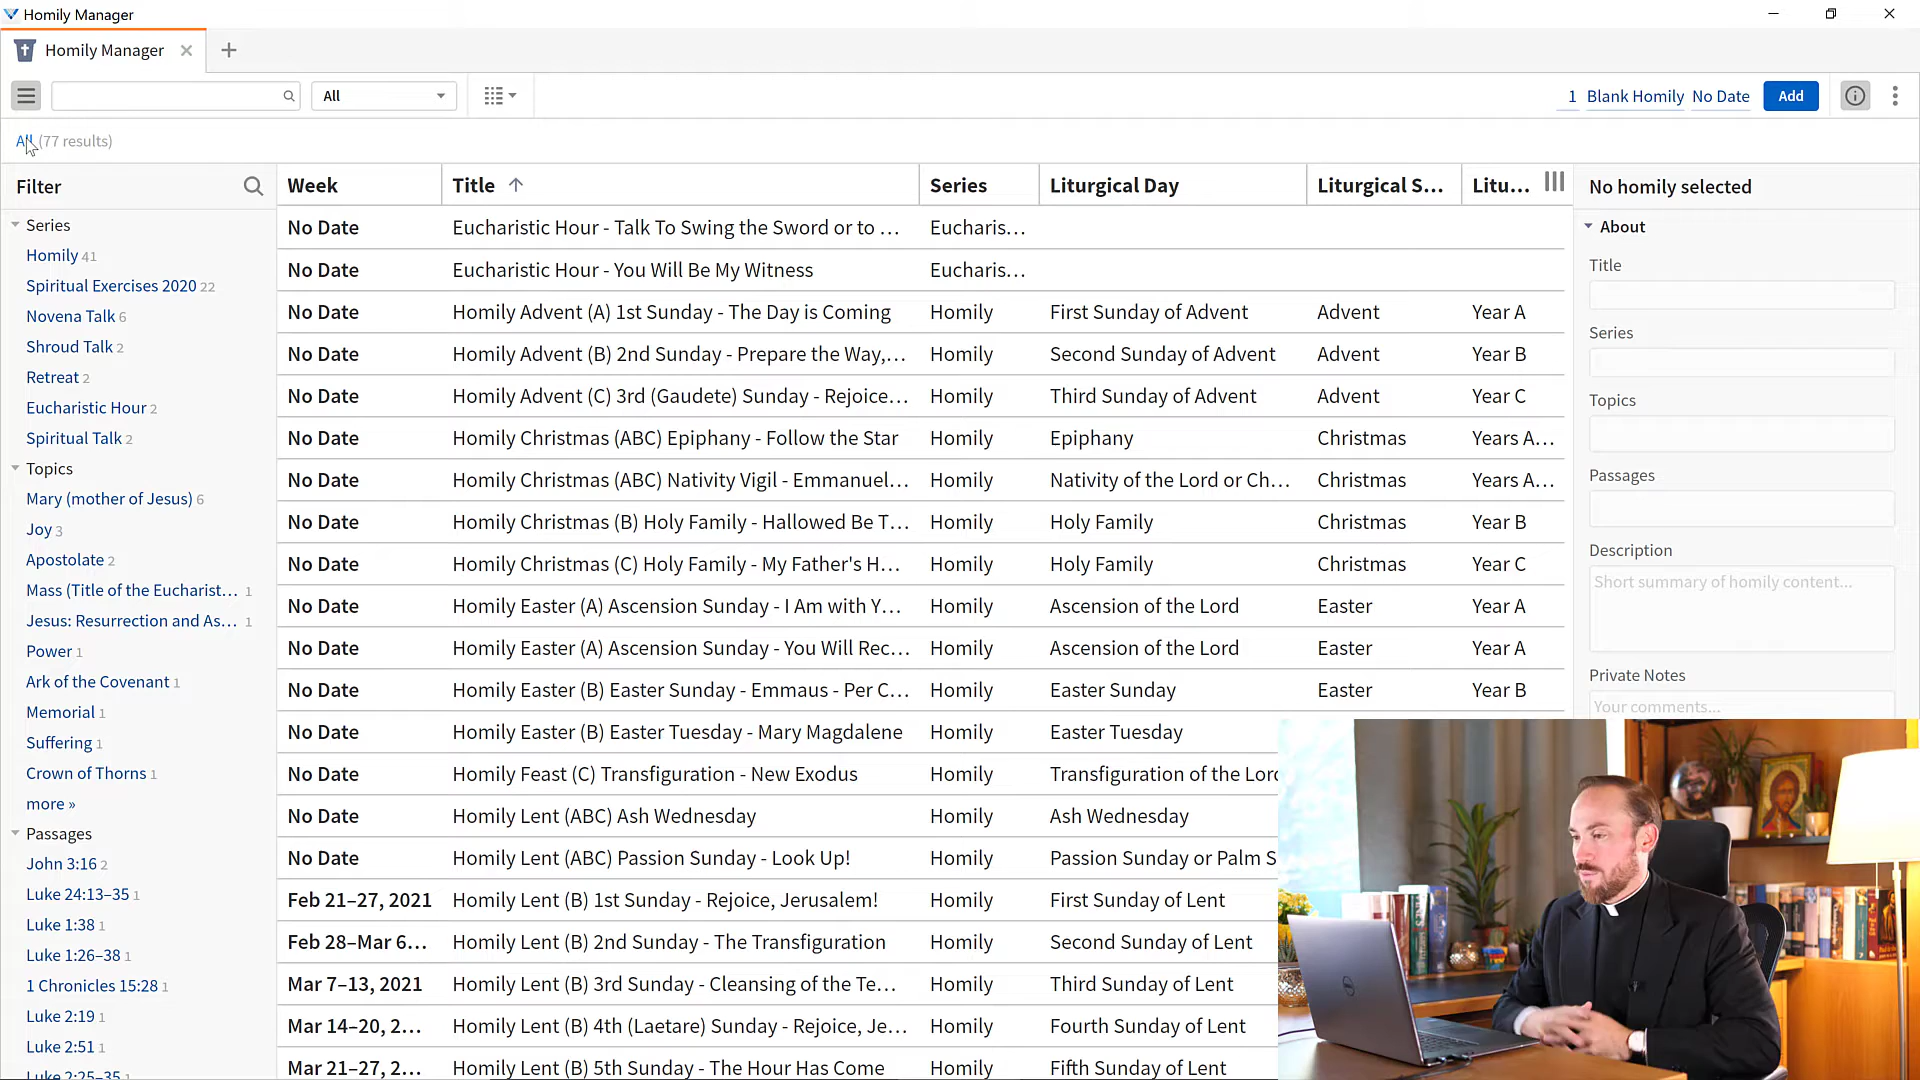 Homily Manager
Homily Manager
All
1 Blank Homily No Date Add
All (77 results)
Filter
Series
Homily 41
Spiritual Exercises 2020 22
Novena Talk 6
Shroud Talk 2
Retreat 2
Eucharistic Hour 2
Spiritual Talk 2
Topics
Mary (mother of Jesus) 6
Joy 3
Apostolate 2
Mass (Title of the Eucharist... 1
Jesus: Resurrection and As... 1
Power 1
Ark of the Covenant 1
Memorial 1
Suffering 1
Crown of Thorns 1
more »
Passages
John 3:16 2
Luke 24:13–35 1
Luke 1:38 1
Luke 1:26–38 1
1 Chronicles 15:28 1
Luke 2:19 1
Luke 2:51 1
Luke 2:25–35 1
Week Title Series Liturgical Day Liturgical S... Litu...
No Date Eucharistic Hour - Talk To Swing the Sword or to ... Eucharis...
No Date Eucharistic Hour - You Will Be My Witness Eucharis...
No Date Homily Advent (A) 1st Sunday - The Day is Coming Homily First Sunday of Advent Advent Year A
No Date Homily Advent (B) 2nd Sunday - Prepare the Way,... Homily Second Sunday of Advent Advent Year B
No Date Homily Advent (C) 3rd (Gaudete) Sunday - Rejoice... Homily Third Sunday of Advent Advent Year C
No Date Homily Christmas (ABC) Epiphany - Follow the Star Homily Epiphany Christmas Years A...
No Date Homily Christmas (ABC) Nativity Vigil - Emmanuel... Homily Nativity of the Lord or Ch... Christmas Years A...
No Date Homily Christmas (B) Holy Family - Hallowed Be T... Homily Holy Family Christmas Year B
No Date Homily Christmas (C) Holy Family - My Father's H... Homily Holy Family Christmas Year C
No Date Homily Easter (A) Ascension Sunday - I Am with Y... Homily Ascension of the Lord Easter Year A
No Date Homily Easter (A) Ascension Sunday - You Will Rec... Homily Ascension of the Lord Easter Year A
No Date Homily Easter (B) Easter Sunday - Emmaus - Per C... Homily Easter Sunday Easter Year B
No Date Homily Easter (B) Easter Tuesday - Mary Magdalene Homily Easter Tuesday
No Date Homily Feast (C) Transfiguration - New Exodus Homily Transfiguration of the Lord
No Date Homily Lent (ABC) Ash Wednesday Homily Ash Wednesday
No Date Homily Lent (ABC) Passion Sunday - Look Up! Homily Passion Sunday or Palm S
Feb 21–27, 2021 Homily Lent (B) 1st Sunday - Rejoice, Jerusalem! Homily First Sunday of Lent
Feb 28–Mar 6... Homily Lent (B) 2nd Sunday - The Transfiguration Homily Second Sunday of Lent
Mar 7–13, 2021 Homily Lent (B) 3rd Sunday - Cleansing of the Te... Homily Third Sunday of Lent
Mar 14–20, 2... Homily Lent (B) 4th (Laetare) Sunday - Rejoice, Je... Homily Fourth Sunday of Lent
Mar 21–27, 2... Homily Lent (B) 5th Sunday - The Hour Has Come Homily Fifth Sunday of Lent
No homily selected
About
Title
Series
Topics
Passages
Description
Short summary of homily content...
Private Notes
Your comments...